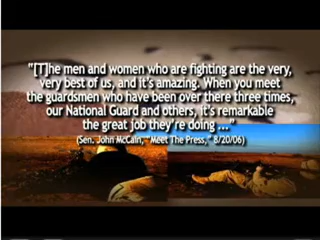 "[T]he men and women who are fighting are the very,
very best of us, and it's amazing. When you meet
the guardsmen who have been over there three times,
our National Guard and others, it's remarkable
the great job they're doing ..."
(Sen. John McCain, "Meet The Press," 8/20/06)